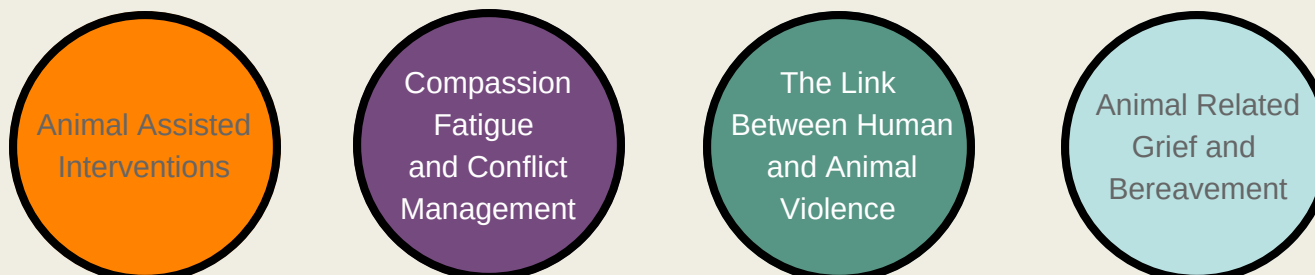 Animal Assisted
Interventions
Compassion
Fatigue
and Conflict
Management
The Link
Between Human
and Animal
Violence
Animal Related
Grief and
Bereavement